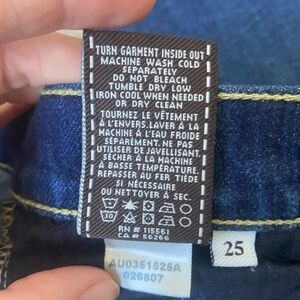 TURN GARMENT INSIDE OUT
MACHINE WASH COLD
SEPARATELY
DO NOT BLEACH
TUMBLE DRY LOW
IRON COOL WHEN NEEDED
OR DRY CLEAN
TOURNEZ LE VÊTEMENT
À L'ENVERS.LAVER À LA
MACHINE À L'EAU FROIDE
SÉPARÉMENT.NE PAS
UTILISER DE JAVELLISANT.
SÉCHER À LA MACHINE
À BASSE TEMPÉRATURE.
REPASSER AU FER TIÈDE
SI NÉCESSAIRE
OU NETTOYER À SEC.
30
RN # 115561
CA # 56266
25
AU0351525A
026807